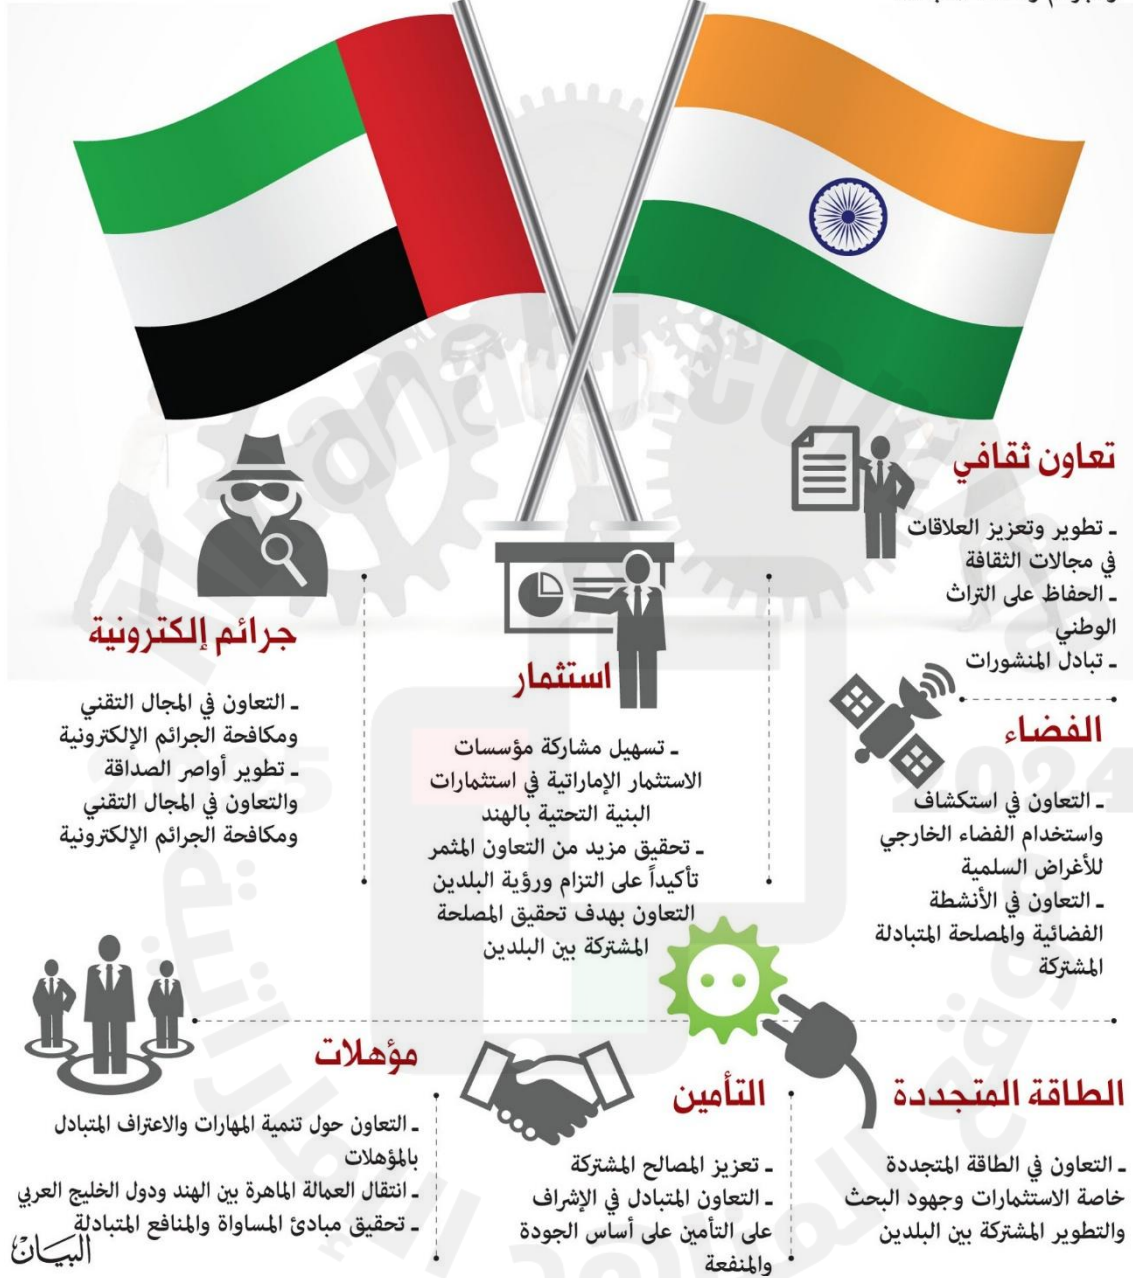 تعاون ثقافي
ـ تطوير وتعزيز العلاقات
في مجالات الثقافة
ـ الحفاظ على التراث
الوطني
ـ تبادل المنشورات
الفضاء
ـ التعاون في استكشاف
واستخدام الفضاء الخارجي
للأغراض السلمية
ـ التعاون في الأنشطة
الفضائية والمصلحة المتبادلة
المشتركة
استثمار
ـ تسهيل مشاركة مؤسسات
الاستثمار الإماراتية في استثمارات
البنية التحتية بالهند
ـ تحقيق مزيد من التعاون المثمر
تأكيداً على التزام ورؤية البلدين
التعاون بهدف تحقيق المصلحة
المشتركة بين البلدين
جرائم إلكترونية
ـ التعاون في المجال التقني
ومكافحة الجرائم الإلكترونية
ـ تطوير أواصر الصداقة
والتعاون في المجال التقني
ومكافحة الجرائم الإلكترونية
الطاقة المتجددة
ـ التعاون في الطاقة المتجددة
خاصة الاستثمارات وجهود البحث
والتطوير المشتركة بين البلدين
التأمين
ـ تعزيز المصالح المشتركة
ـ التعاون المتبادل في الإشراف
على التأمين على أساس الجودة
والمنفعة
مؤهلات
ـ التعاون حول تنمية المهارات والاعتراف المتبادل
بالمؤهلات
ـ انتقال العمالة الماهرة بين الهند ودول الخليج العربي
ـ تحقيق مبادئ المساواة والمنافع المتبادلة
البيان
2024
2025